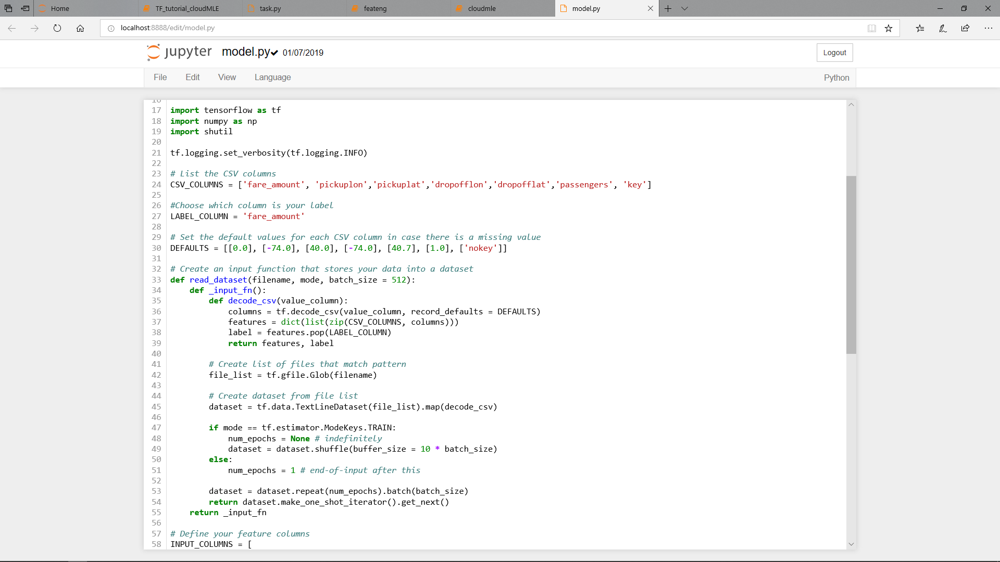 Home TF_tutorial_cloudMLE task.py feateng cloudmle model.py
localhost:8888/edit/model.py
jupyter model.py 01/07/2019 Logout
File Edit View Language Python
16
17 import tensorflow as tf
18 import numpy as np
19 import shutil
20
21 tf.logging.set_verbosity(tf.logging.INFO)
22
23 # List the CSV columns
24 CSV_COLUMNS = ['fare_amount', 'pickuplon','pickuplat','dropofflon','dropofflat','passengers', 'key']
25
26 #Choose which column is your label
27 LABEL_COLUMN = 'fare_amount'
28
29 # Set the default values for each CSV column in case there is a missing value
30 DEFAULTS = [[0.0], [-74.0], [40.0], [-74.0], [40.7], [1.0], ['nokey']]
31
32 # Create an input function that stores your data into a dataset
33 def read_dataset(filename, mode, batch_size = 512):
34     def _input_fn():
35         def decode_csv(value_column):
36             columns = tf.decode_csv(value_column, record_defaults = DEFAULTS)
37             features = dict(list(zip(CSV_COLUMNS, columns)))
38             label = features.pop(LABEL_COLUMN)
39             return features, label
40
41         # Create list of files that match pattern
42         file_list = tf.gfile.Glob(filename)
43
44         # Create dataset from file list
45         dataset = tf.data.TextLineDataset(file_list).map(decode_csv)
46
47         if mode == tf.estimator.ModeKeys.TRAIN:
48             num_epochs = None # indefinitely
49             dataset = dataset.shuffle(buffer_size = 10 * batch_size)
50         else:
51             num_epochs = 1 # end-of-input after this
52
53         dataset = dataset.repeat(num_epochs).batch(batch_size)
54         return dataset.make_one_shot_iterator().get_next()
55     return _input_fn
56
57 # Define your feature columns
58 INPUT_COLUMNS = [